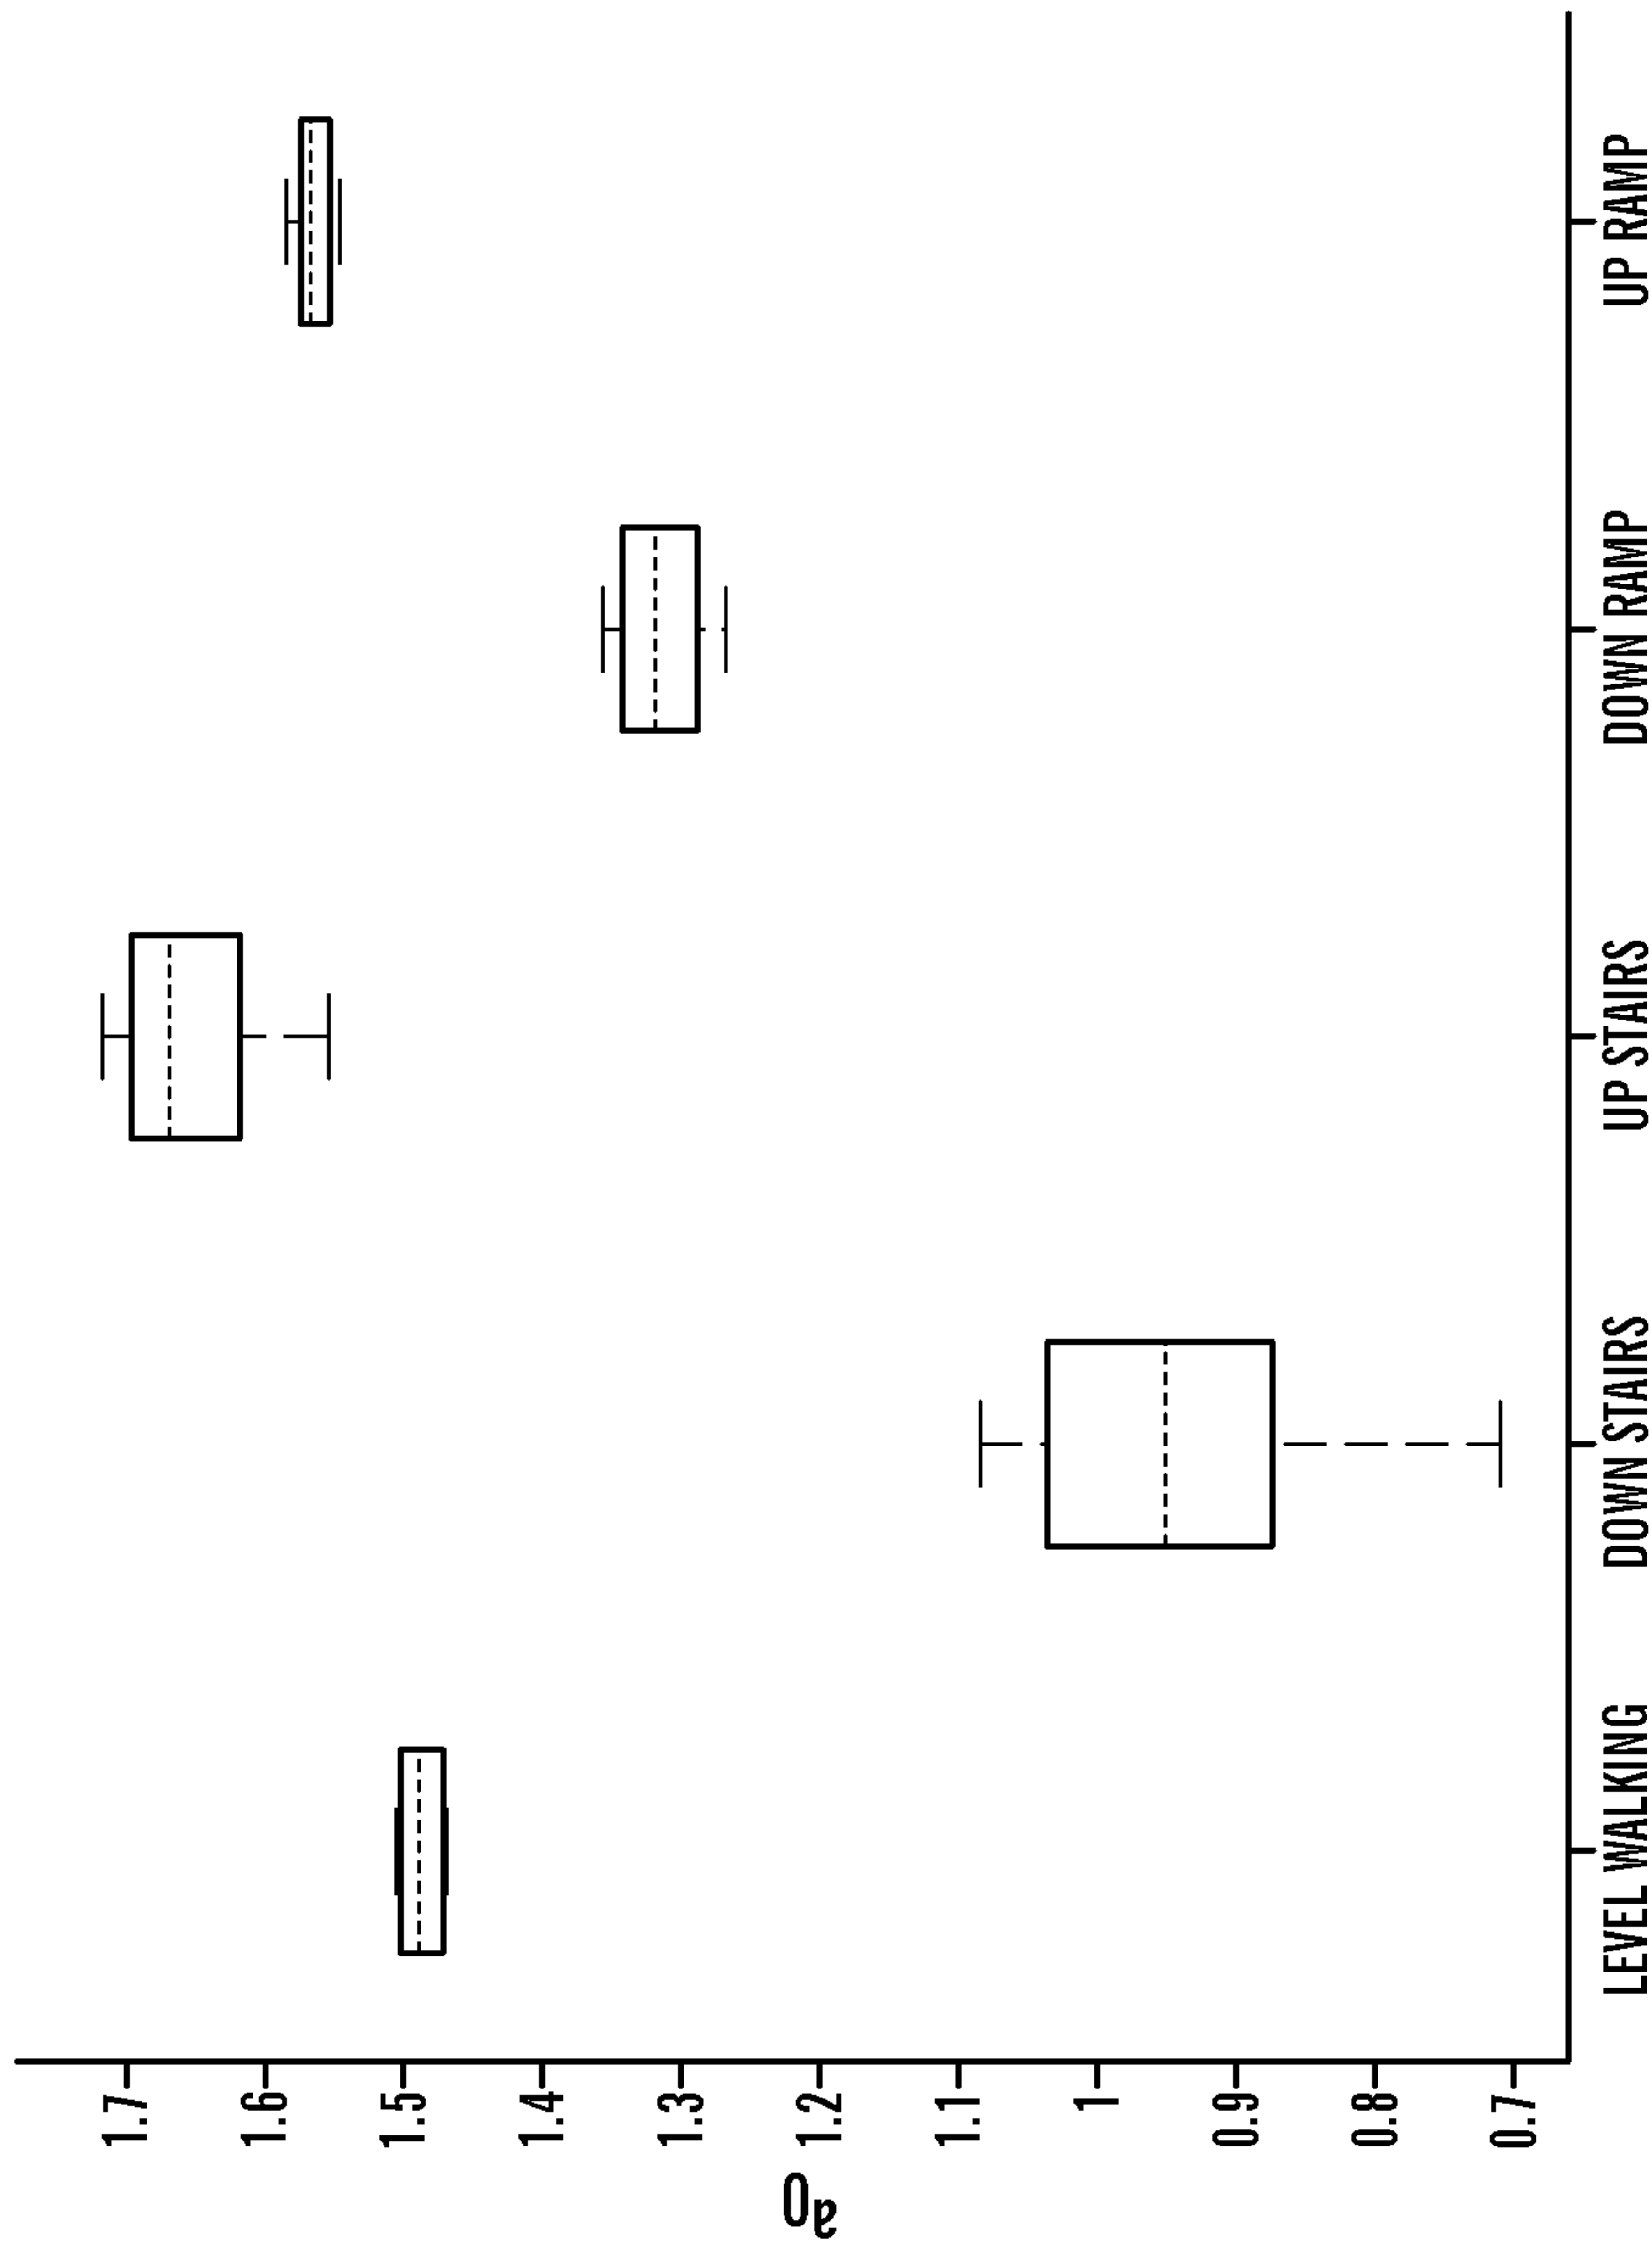 a0
1.7
1.6
1.5
1.4
1.3
1.2
1.1
1
0.9
0.8
0.7
LEVEL WALKING
DOWN STAIRS
UP STAIRS
DOWN RAMP
UP RAMP